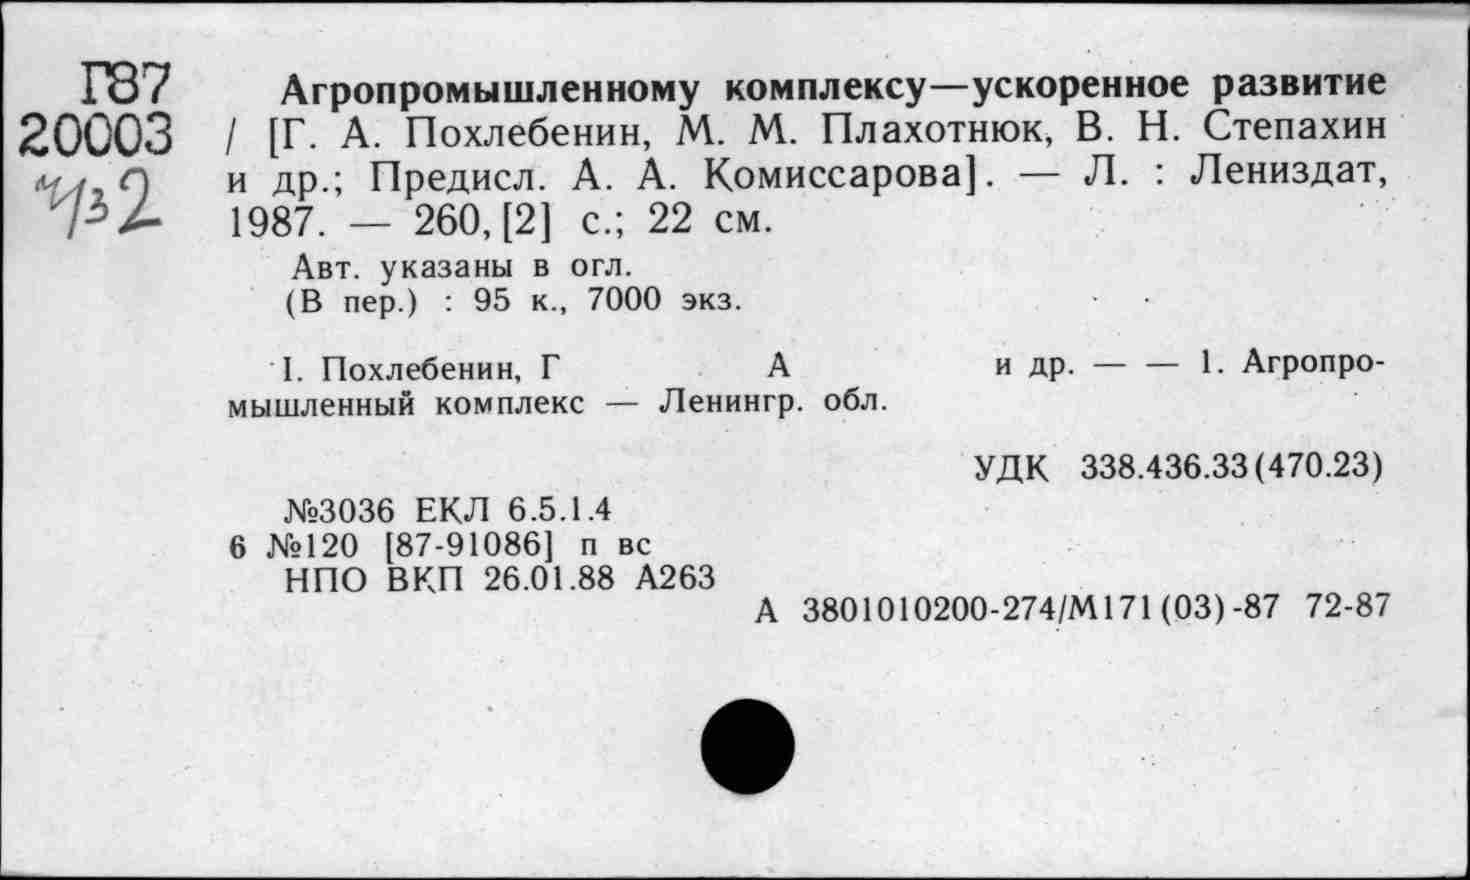 Г87
20003
Агропромышленному комплексу—ускоренное развитие
/ [Г. А. Похлебенин, М. М. Плахотнюк, В. Н. Степахин
и др.; Предисл. А. А. Комиссарова]. — Л. : Лениздат,
1987. — 260, [2] с.; 22 см.
Авт. указаны в огл.
(В пер.) : 95 к., 7000 экз.
I. Похлебенин, Г А и др. — — 1. Агропро-
мышленный комплекс — Ленингр. обл.
УДК 338.436.33(470.23)
№3036 ЕКЛ 6.5.1.4
6 №120 [87-91086] п вс
НПО ВКП 26.01.88 А263
А 3801010200-274/М171(03)-87 72-87